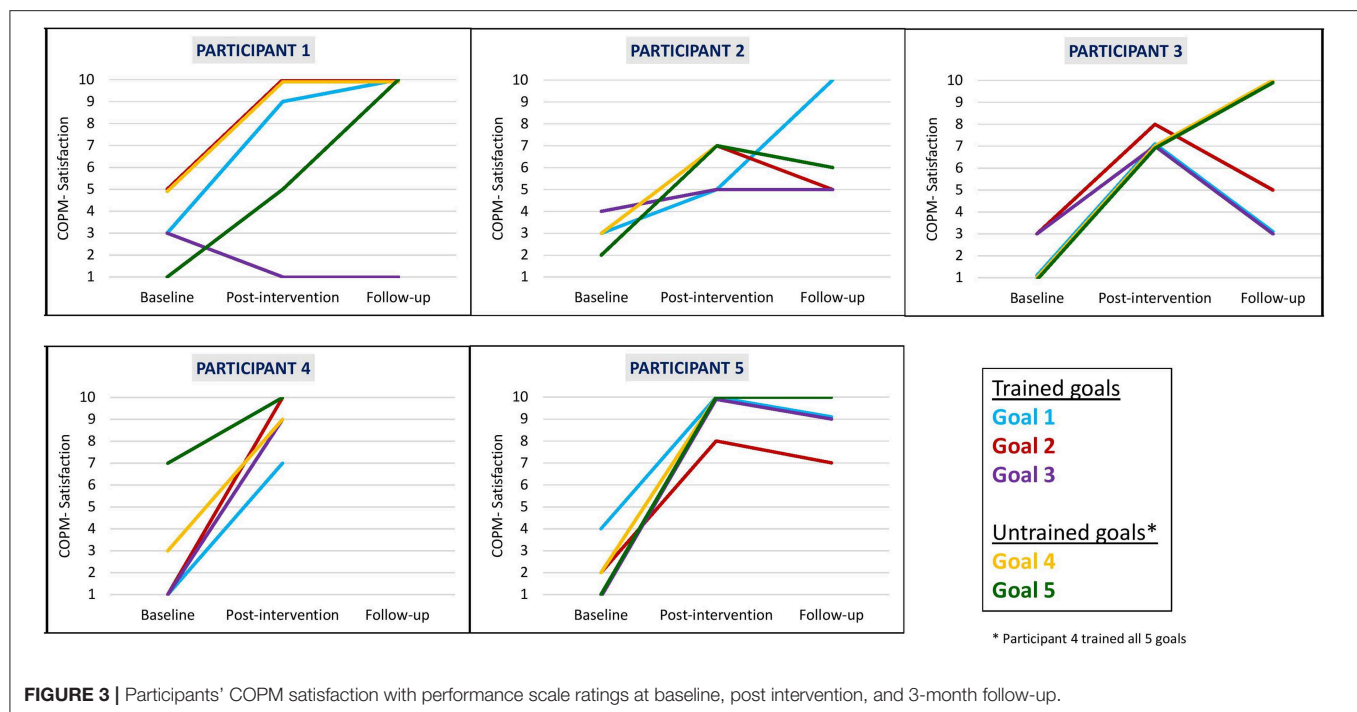 PARTICIPANT 1
COPM- Satisfaction
10
9
8
7
6
5
4
3
2
1
Baseline Post-intervention Follow-up
PARTICIPANT 2
COPM- Satisfaction
10
9
8
7
6
5
4
3
2
1
Baseline Post-intervention Follow-up
PARTICIPANT 3
COPM- Satisfaction
10
9
8
7
6
5
4
3
2
1
Baseline Post-intervention Follow-up
PARTICIPANT 4
COPM- Satisfaction
10
9
8
7
6
5
4
3
2
1
Baseline Post-intervention Follow-up
PARTICIPANT 5
COPM- Satisfaction
10
9
8
7
6
5
4
3
2
1
Baseline Post-intervention Follow-up
Trained goals
Goal 1
Goal 2
Goal 3
Untrained goals*
Goal 4
Goal 5
* Participant 4 trained all 5 goals
FIGURE 3 | Participants’ COPM satisfaction with performance scale ratings at baseline, post intervention, and 3-month follow-up.